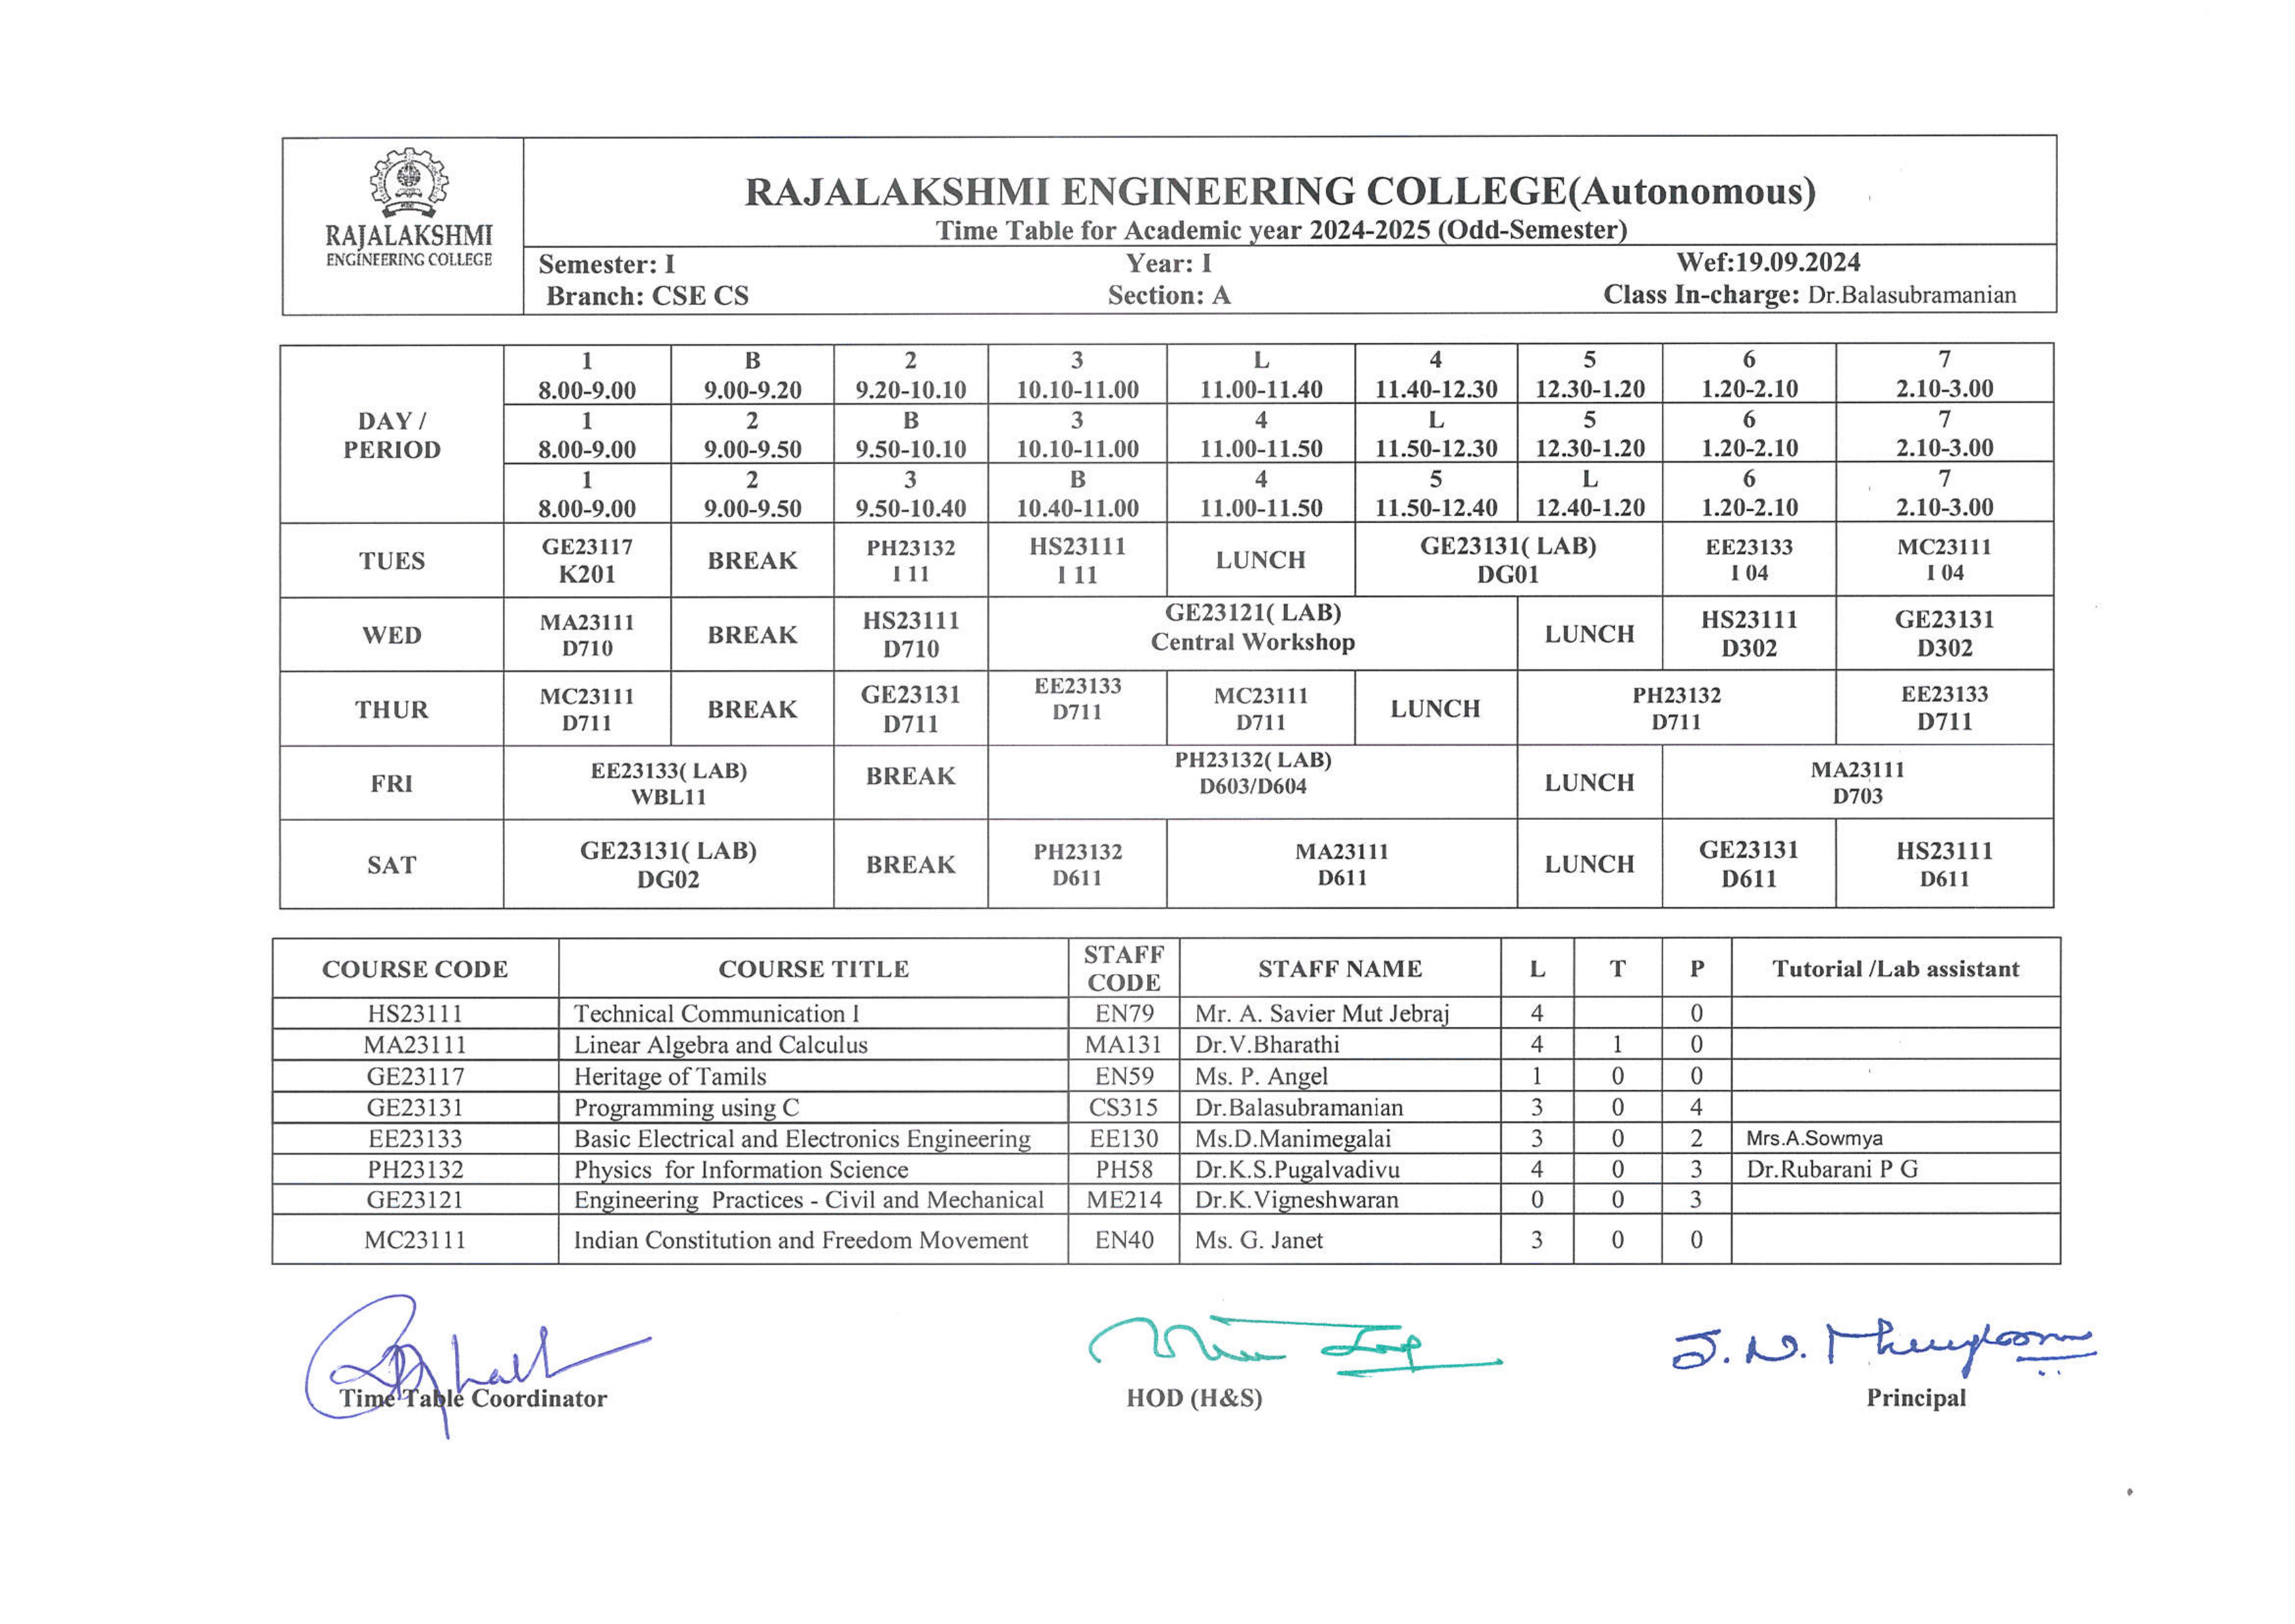 RAJALAKSHMI
ENGINEERING COLLEGE
RAJALAKSHMI ENGINEERING COLLEGE(Autonomous)
Time Table for Academic year 2024-2025 (Odd-Semester)
Semester: I Year: I Wef:19.09.2024
Branch: CSE CS Section: A Class In-charge: Dr.Balasubramanian
DAY / PERIOD
1 B 2 3 L 4 5 6 7
8.00-9.00 9.00-9.20 9.20-10.10 10.10-11.00 11.00-11.40 11.40-12.30 12.30-1.20 1.20-2.10 2.10-3.00
1 2 B 3 4 L 5 6 7
8.00-9.00 9.00-9.50 9.50-10.10 10.10-11.00 11.00-11.50 11.50-12.30 12.30-1.20 1.20-2.10 2.10-3.00
1 2 3 B 4 5 L 6 7
8.00-9.00 9.00-9.50 9.50-10.40 10.40-11.00 11.00-11.50 11.50-12.40 12.40-1.20 1.20-2.10 2.10-3.00
TUES GE23117 BREAK PH23132 HS23111 LUNCH GE23131( LAB) EE23133 MC23111
K201 I 11 I 11 DG01 I 04 I 04
WED MA23111 BREAK HS23111 GE23121( LAB) LUNCH HS23111 GE23131
D710 D710 Central Workshop D302 D302
THUR MC23111 BREAK GE23131 EE23133 MC23111 LUNCH PH23132 EE23133
D711 D711 D711 D711 D711 D711
FRI EE23133( LAB) BREAK PH23132( LAB) LUNCH MA23111
WBL11 D603/D604 D703
SAT GE23131( LAB) BREAK PH23132 MA23111 LUNCH GE23131 HS23111
DG02 D611 D611 D611 D611
COURSE CODE COURSE TITLE STAFF CODE STAFF NAME L T P Tutorial /Lab assistant
HS23111 Technical Communication I EN79 Mr. A. Savier Mut Jebraj 4 0
MA23111 Linear Algebra and Calculus MA131 Dr.V.Bharathi 4 1 0
GE23117 Heritage of Tamils EN59 Ms. P. Angel 1 0 0
GE23131 Programming using C CS315 Dr.Balasubramanian 3 0 4
EE23133 Basic Electrical and Electronics Engineering EE130 Ms.D.Manimegalai 3 0 2 Mrs.A.Sowmya
PH23132 Physics for Information Science PH58 Dr.K.S.Pugalvadivu 4 0 3 Dr.Rubarani P G
GE23121 Engineering Practices - Civil and Mechanical ME214 Dr.K.Vigneshwaran 0 0 3
MC23111 Indian Constitution and Freedom Movement EN40 Ms. G. Janet 3 0 0
Time Table Coordinator HOD (H&S) Principal